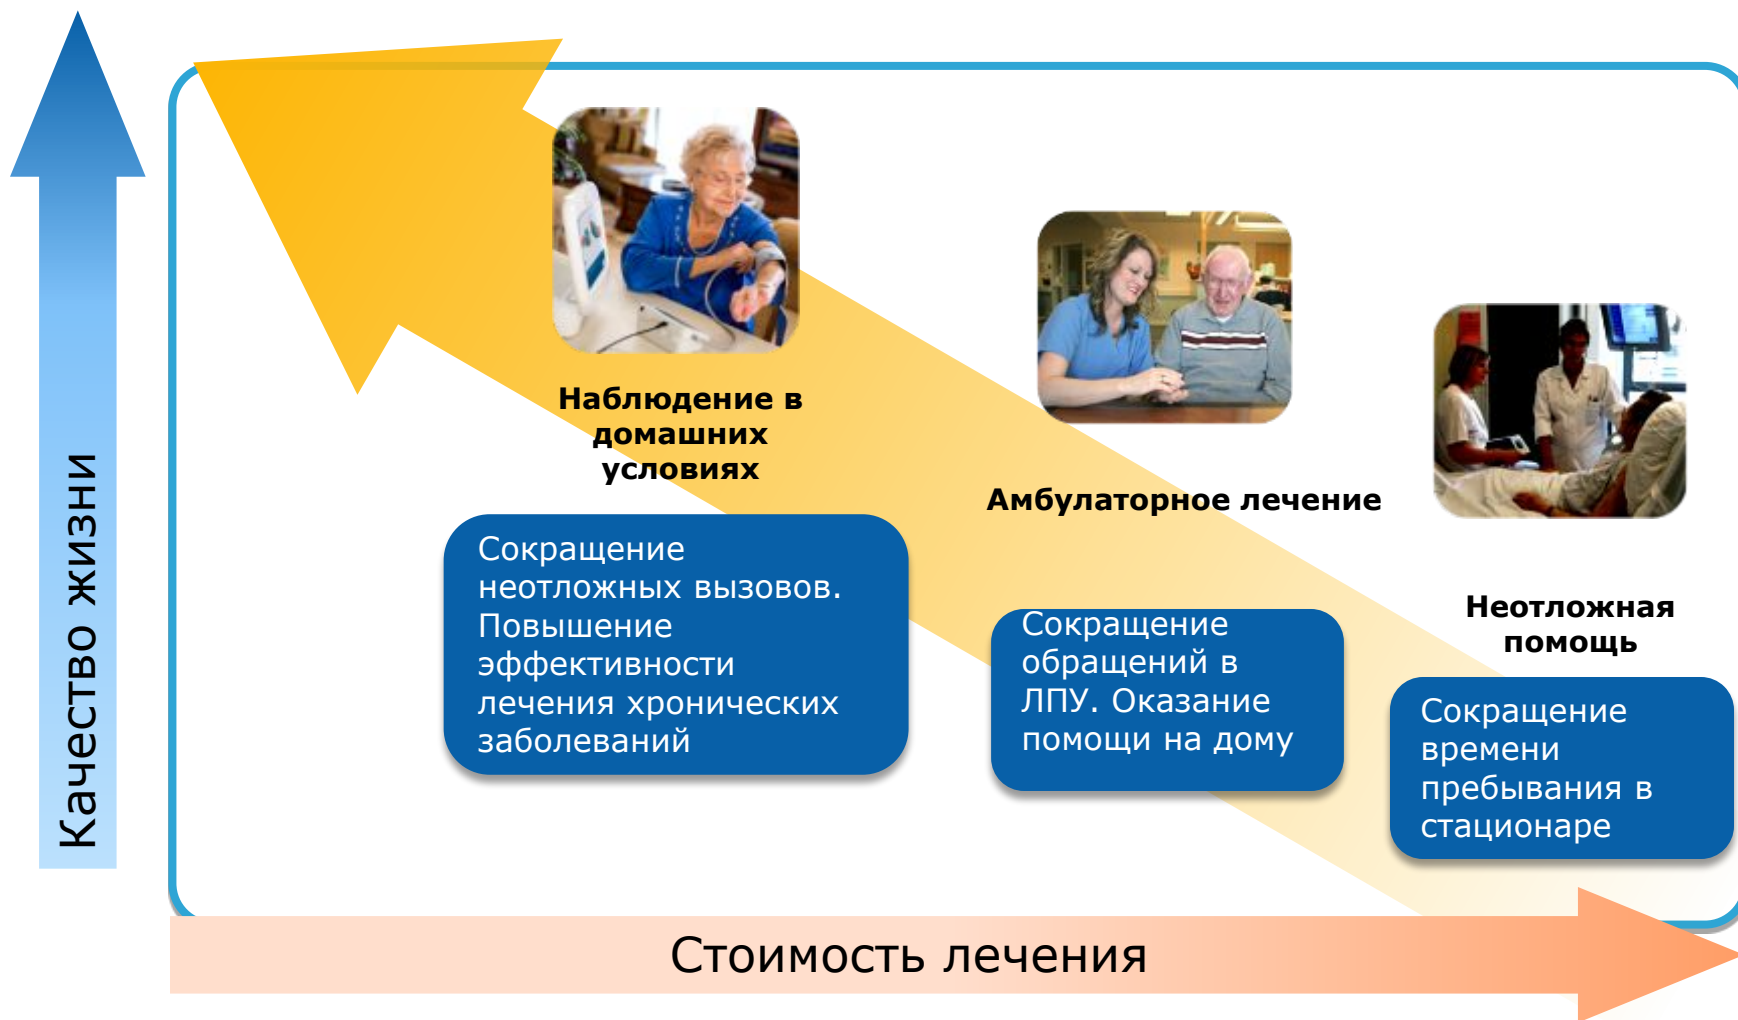 Качество жизни
Наблюдение в
домашних
условиях
Сокращение
неотложных вызовов.
Повышение
эффективности
лечения хронических
заболеваний
Амбулаторное лечение
Сокращение
обращений в
ЛПУ. Оказание
помощи на дому
Неотложная
помощь
Сокращение
времени
пребывания в
стационаре
Стоимость лечения